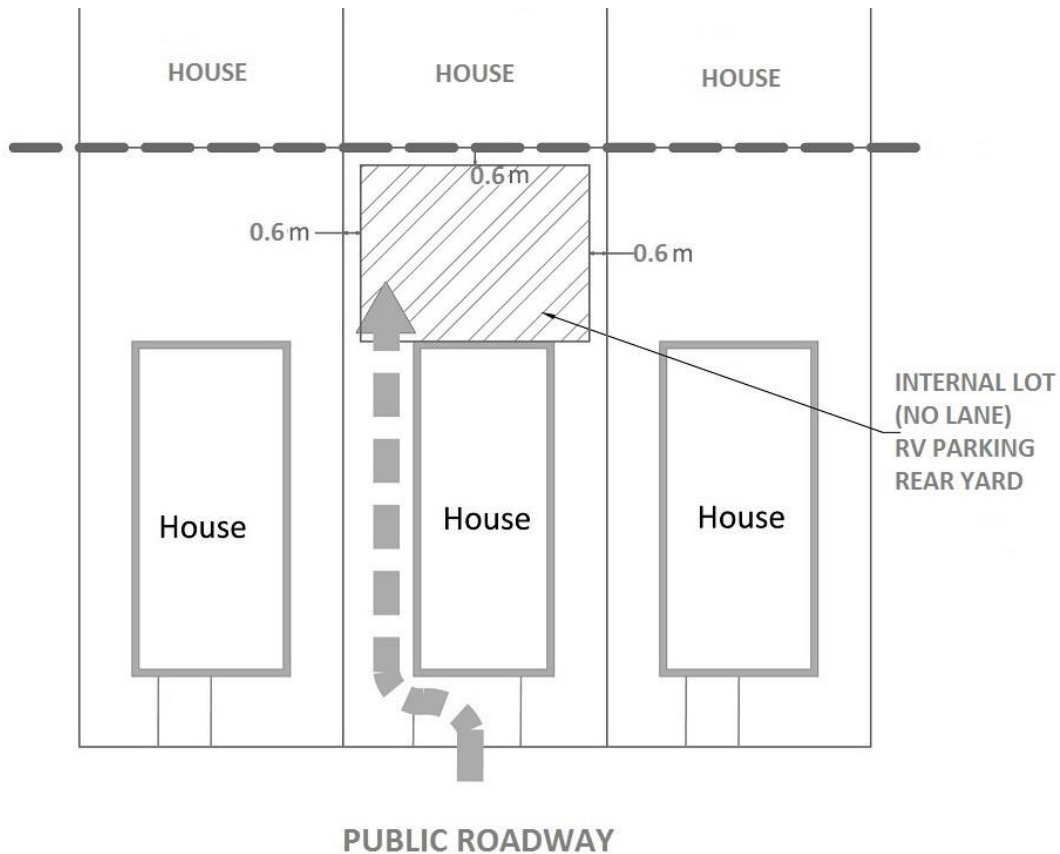 HOUSE
HOUSE
HOUSE
0.6 m
0.6 m
0.6 m
INTERNAL LOT
(NO LANE)
RV PARKING
REAR YARD
House
House
House
PUBLIC ROADWAY